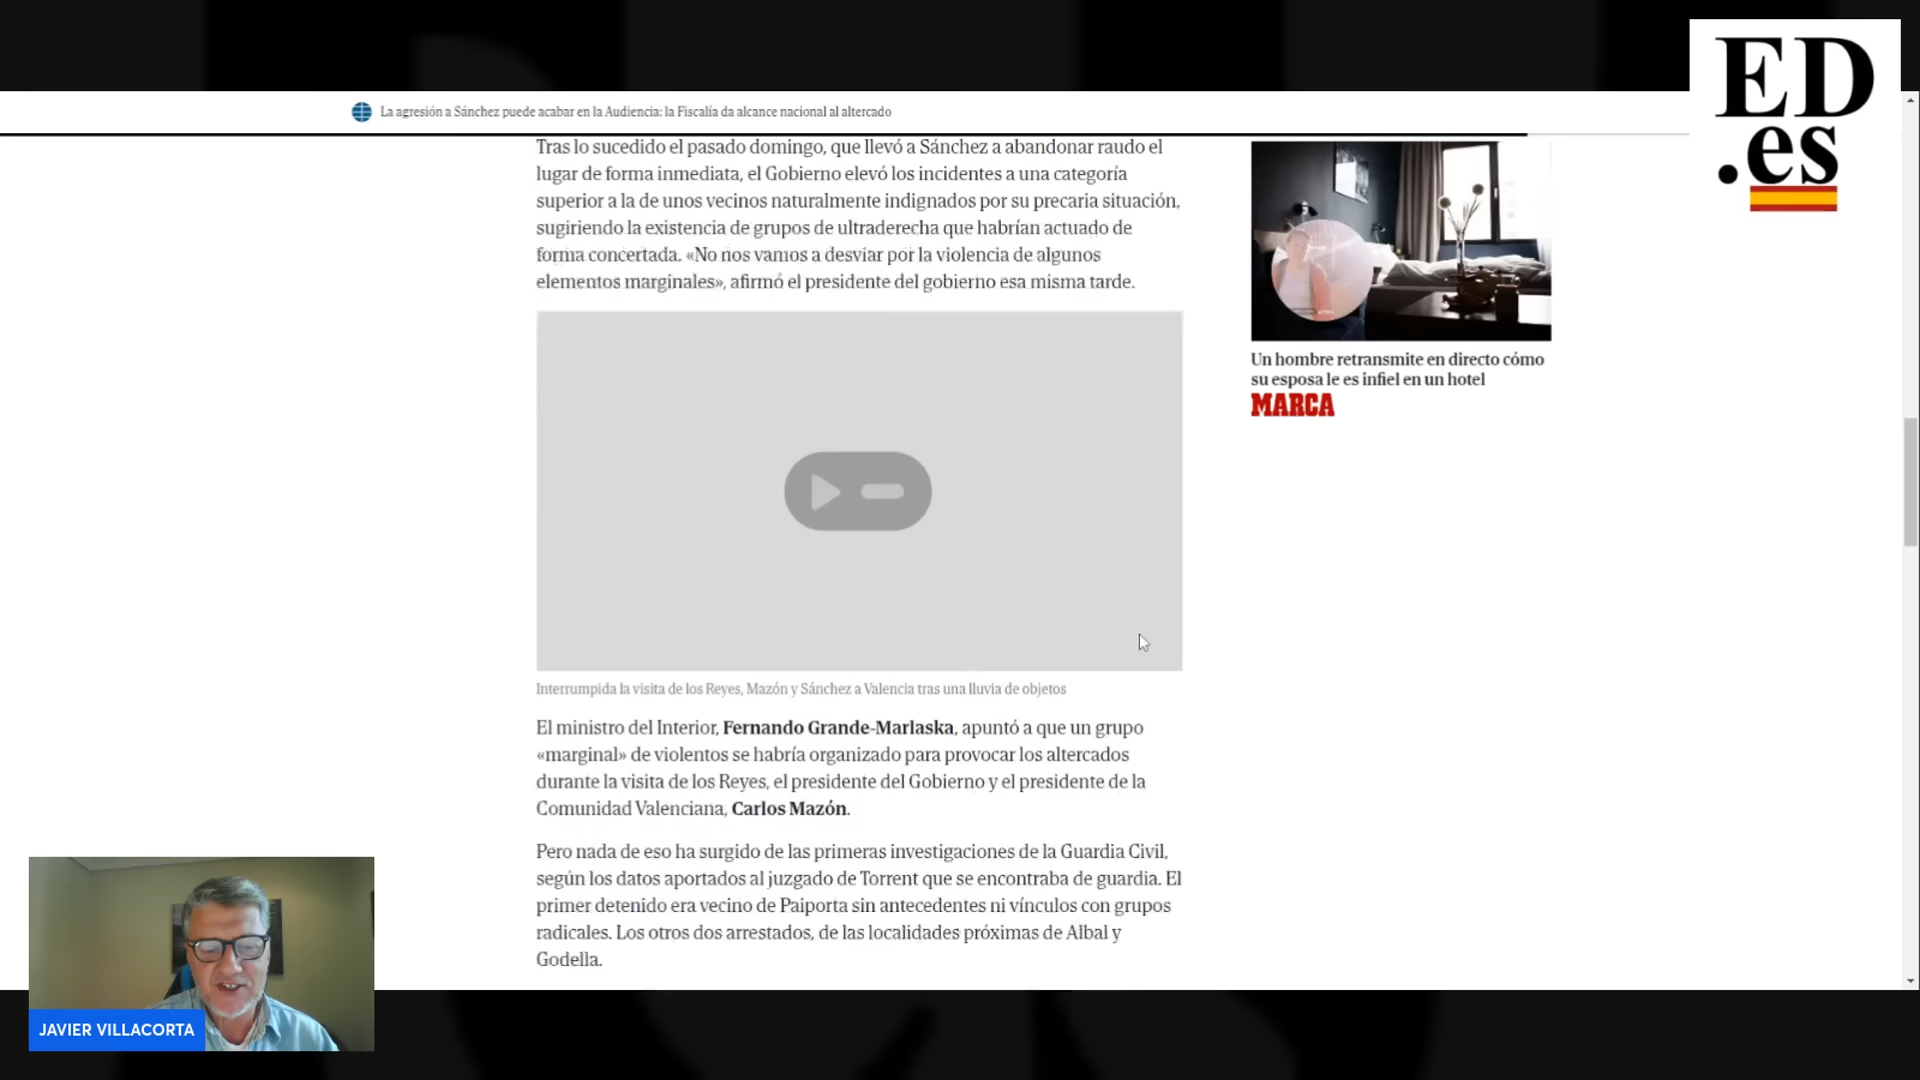 ED
.es
La agresión a Sánchez puede acabar en la Audiencia: la Fiscalía da alcance nacional al altercado
Tras lo sucedido el pasado domingo, que llevó a Sánchez a abandonar raudo el
lugar de forma inmediata, el Gobierno elevó los incidentes a una categoría
superior a la de unos vecinos naturalmente indignados por su precaria situación,
sugiriendo la existencia de grupos de ultraderecha que habrían actuado de
forma concertada. «No nos vamos a desviar por la violencia de algunos
elementos marginales», afirmó el presidente del gobierno esa misma tarde.
Un hombre retransmite en directo cómo
su esposa le es infiel en un hotel
MARCA
Interrumpida la visita de los Reyes, Mazón y Sánchez a Valencia tras una lluvia de objetos
El ministro del Interior, Fernando Grande-Marlaska, apuntó a que un grupo
«marginal» de violentos se habría organizado para provocar los altercados
durante la visita de los Reyes, el presidente del Gobierno y el presidente de la
Comunidad Valenciana, Carlos Mazón.
Pero nada de eso ha surgido de las primeras investigaciones de la Guardia Civil,
según los datos aportados al juzgado de Torrent que se encontraba de guardia. El
primer detenido era vecino de Paiporta sin antecedentes ni vínculos con grupos
radicales. Los otros dos arrestados, de las localidades próximas de Albal y
Godella.
JAVIER VILLACORTA